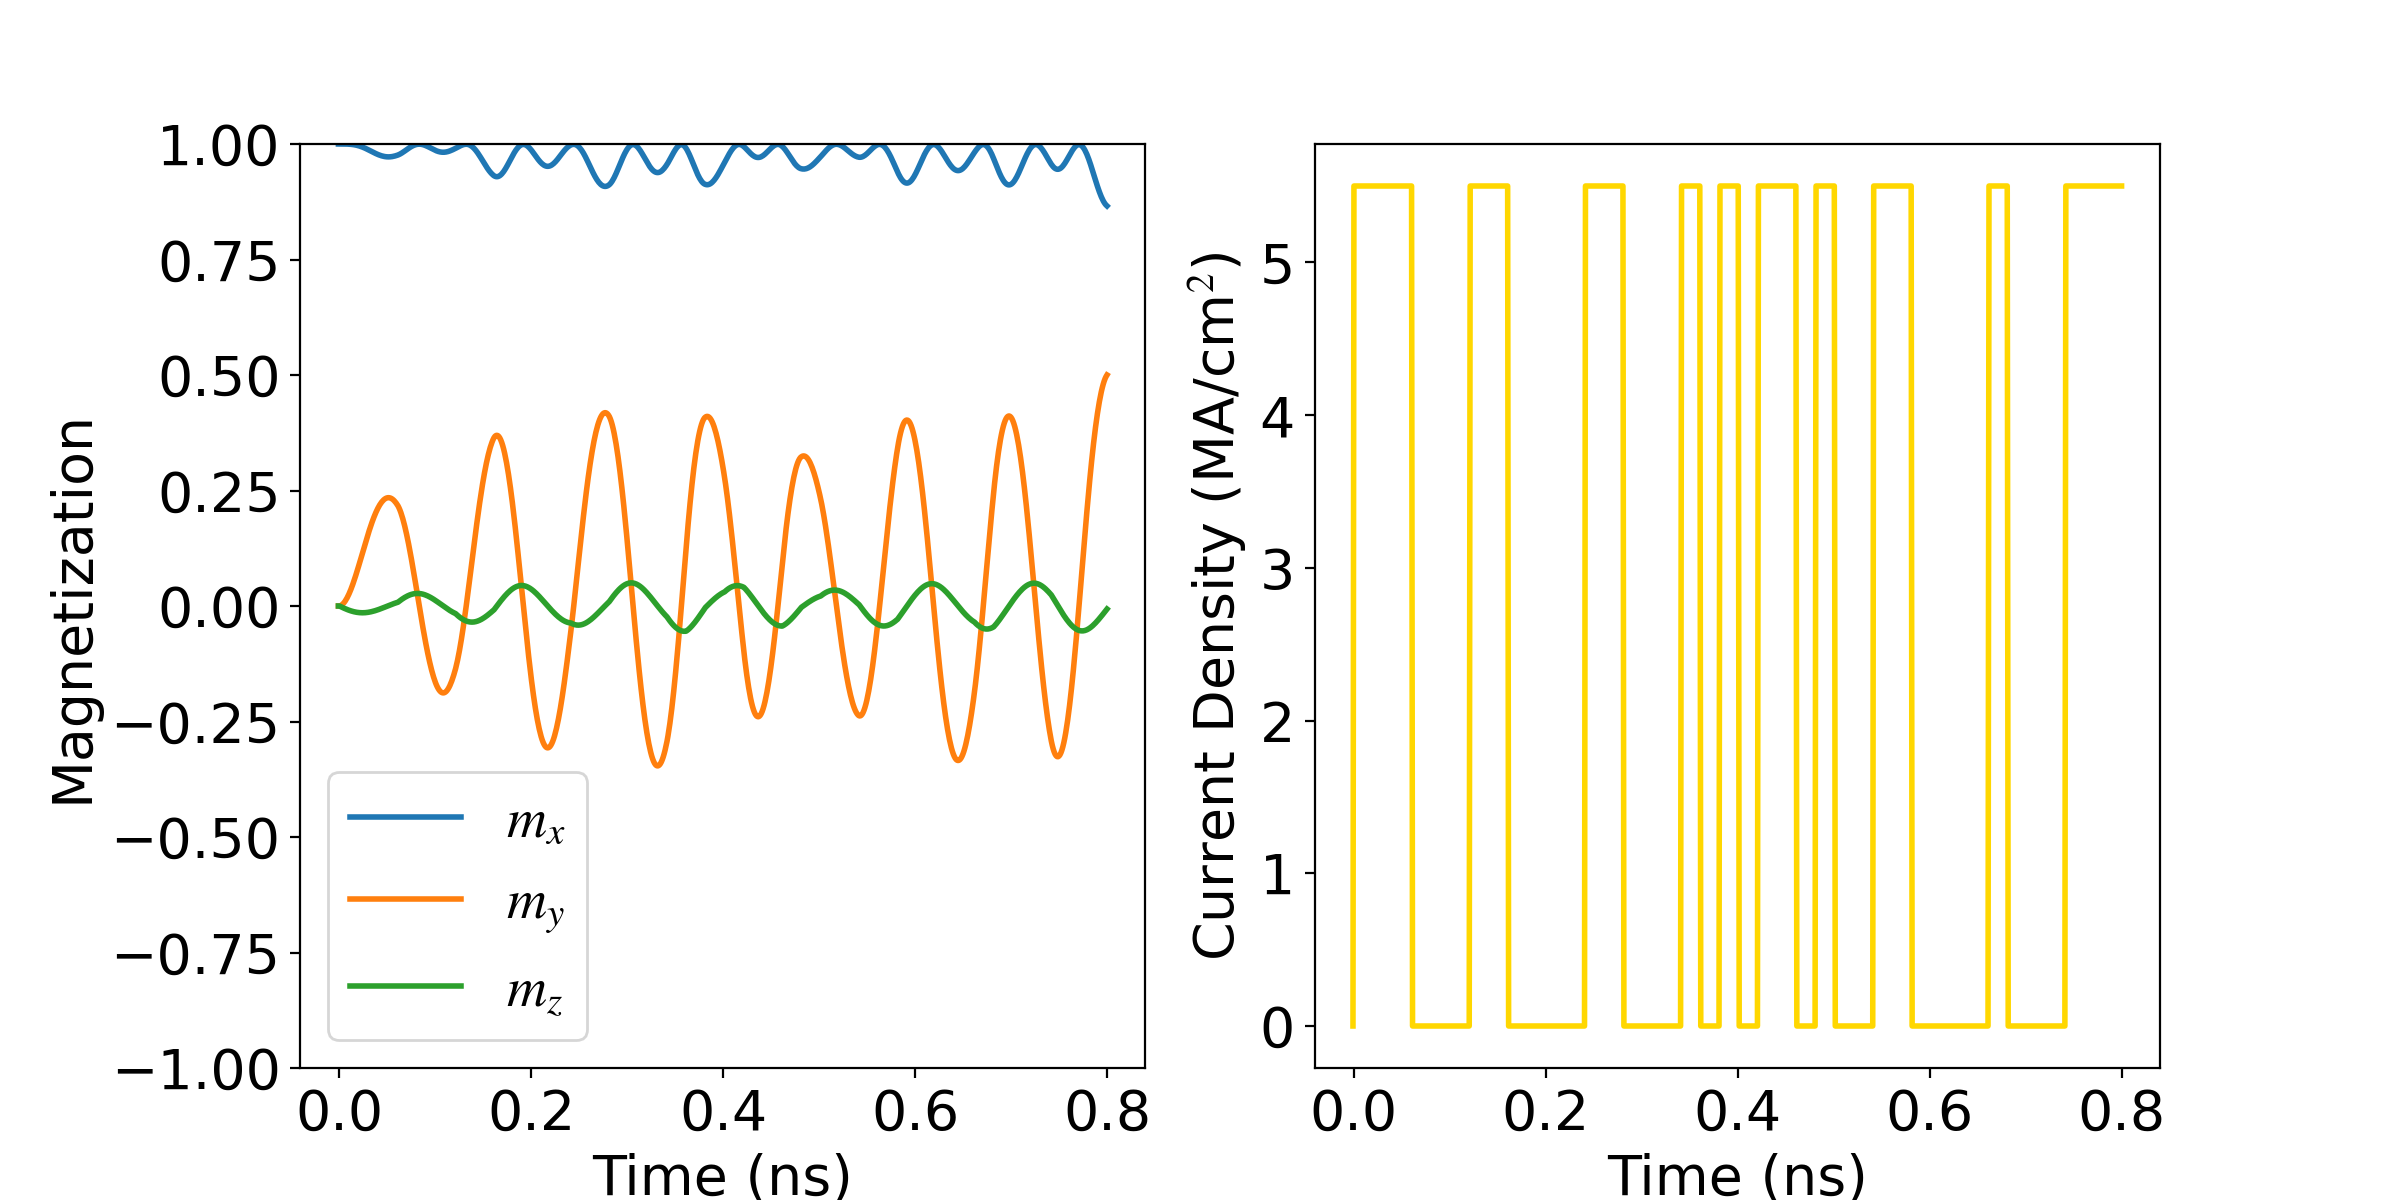 Magnetization
1.00
0.75
0.50
0.25
0.00
−0.25
−0.50
−0.75
−1.00
m_x
m_y
m_z
0.0 0.2 0.4 0.6 0.8
Time (ns)
Current Density (MA/cm²)
5
4
3
2
1
0
0.0 0.2 0.4 0.6 0.8
Time (ns)